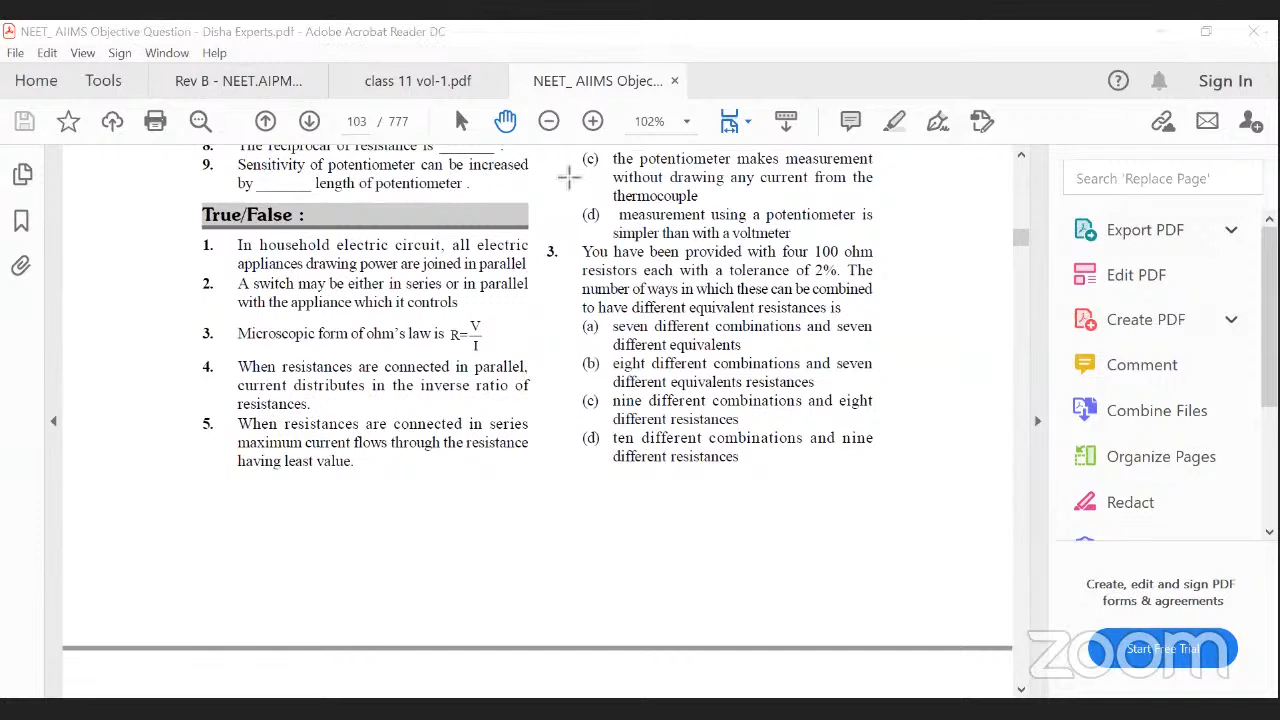 NEET_ AIIMS Objective Question - Disha Experts.pdf - Adobe Acrobat Reader DC
File Edit View Sign Window Help
Home Tools Rev B - NEET.AIPM... class 11 vol-1.pdf NEET_ AIIMS Objec... × Sign In
103 / 777 102%
8. The reciprocal of resistance is ________ .
9. Sensitivity of potentiometer can be increased
by _______ length of potentiometer .
True/False :
1. In household electric circuit, all electric
appliances drawing power are joined in parallel
2. A switch may be either in series or in parallel
with the appliance which it controls
3. Microscopic form of ohm's law is R=V/I
4. When resistances are connected in parallel,
current distributes in the inverse ratio of
resistances.
5. When resistances are connected in series
maximum current flows through the resistance
having least value.
(c) the potentiometer makes measurement
without drawing any current from the
thermocouple
(d) measurement using a potentiometer is
simpler than with a voltmeter
3. You have been provided with four 100 ohm
resistors each with a tolerance of 2%. The
number of ways in which these can be combined
to have different equivalent resistances is
(a) seven different combinations and seven
different equivalents
(b) eight different combinations and seven
different equivalents resistances
(c) nine different combinations and eight
different resistances
(d) ten different combinations and nine
different resistances
Search 'Replace Page'
Export PDF
Edit PDF
Create PDF
Comment
Combine Files
Organize Pages
Redact
Create, edit and sign PDF
forms & agreements
Start Free Trial
zoom